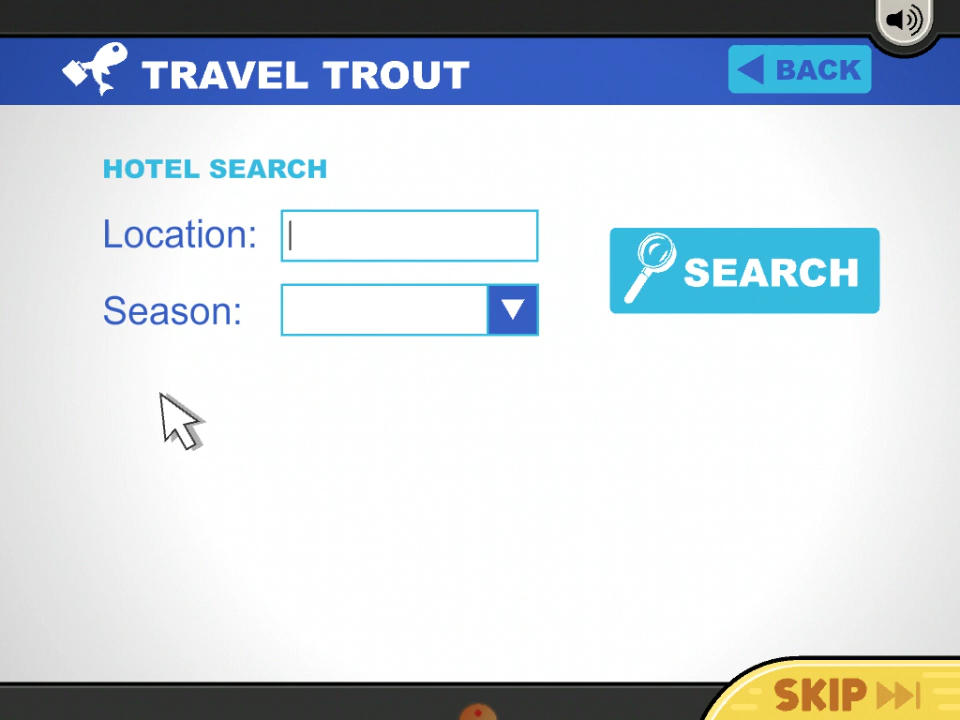 TRAVEL TROUT
BACK
HOTEL SEARCH
Location:
SEARCH
Season:
SKIP